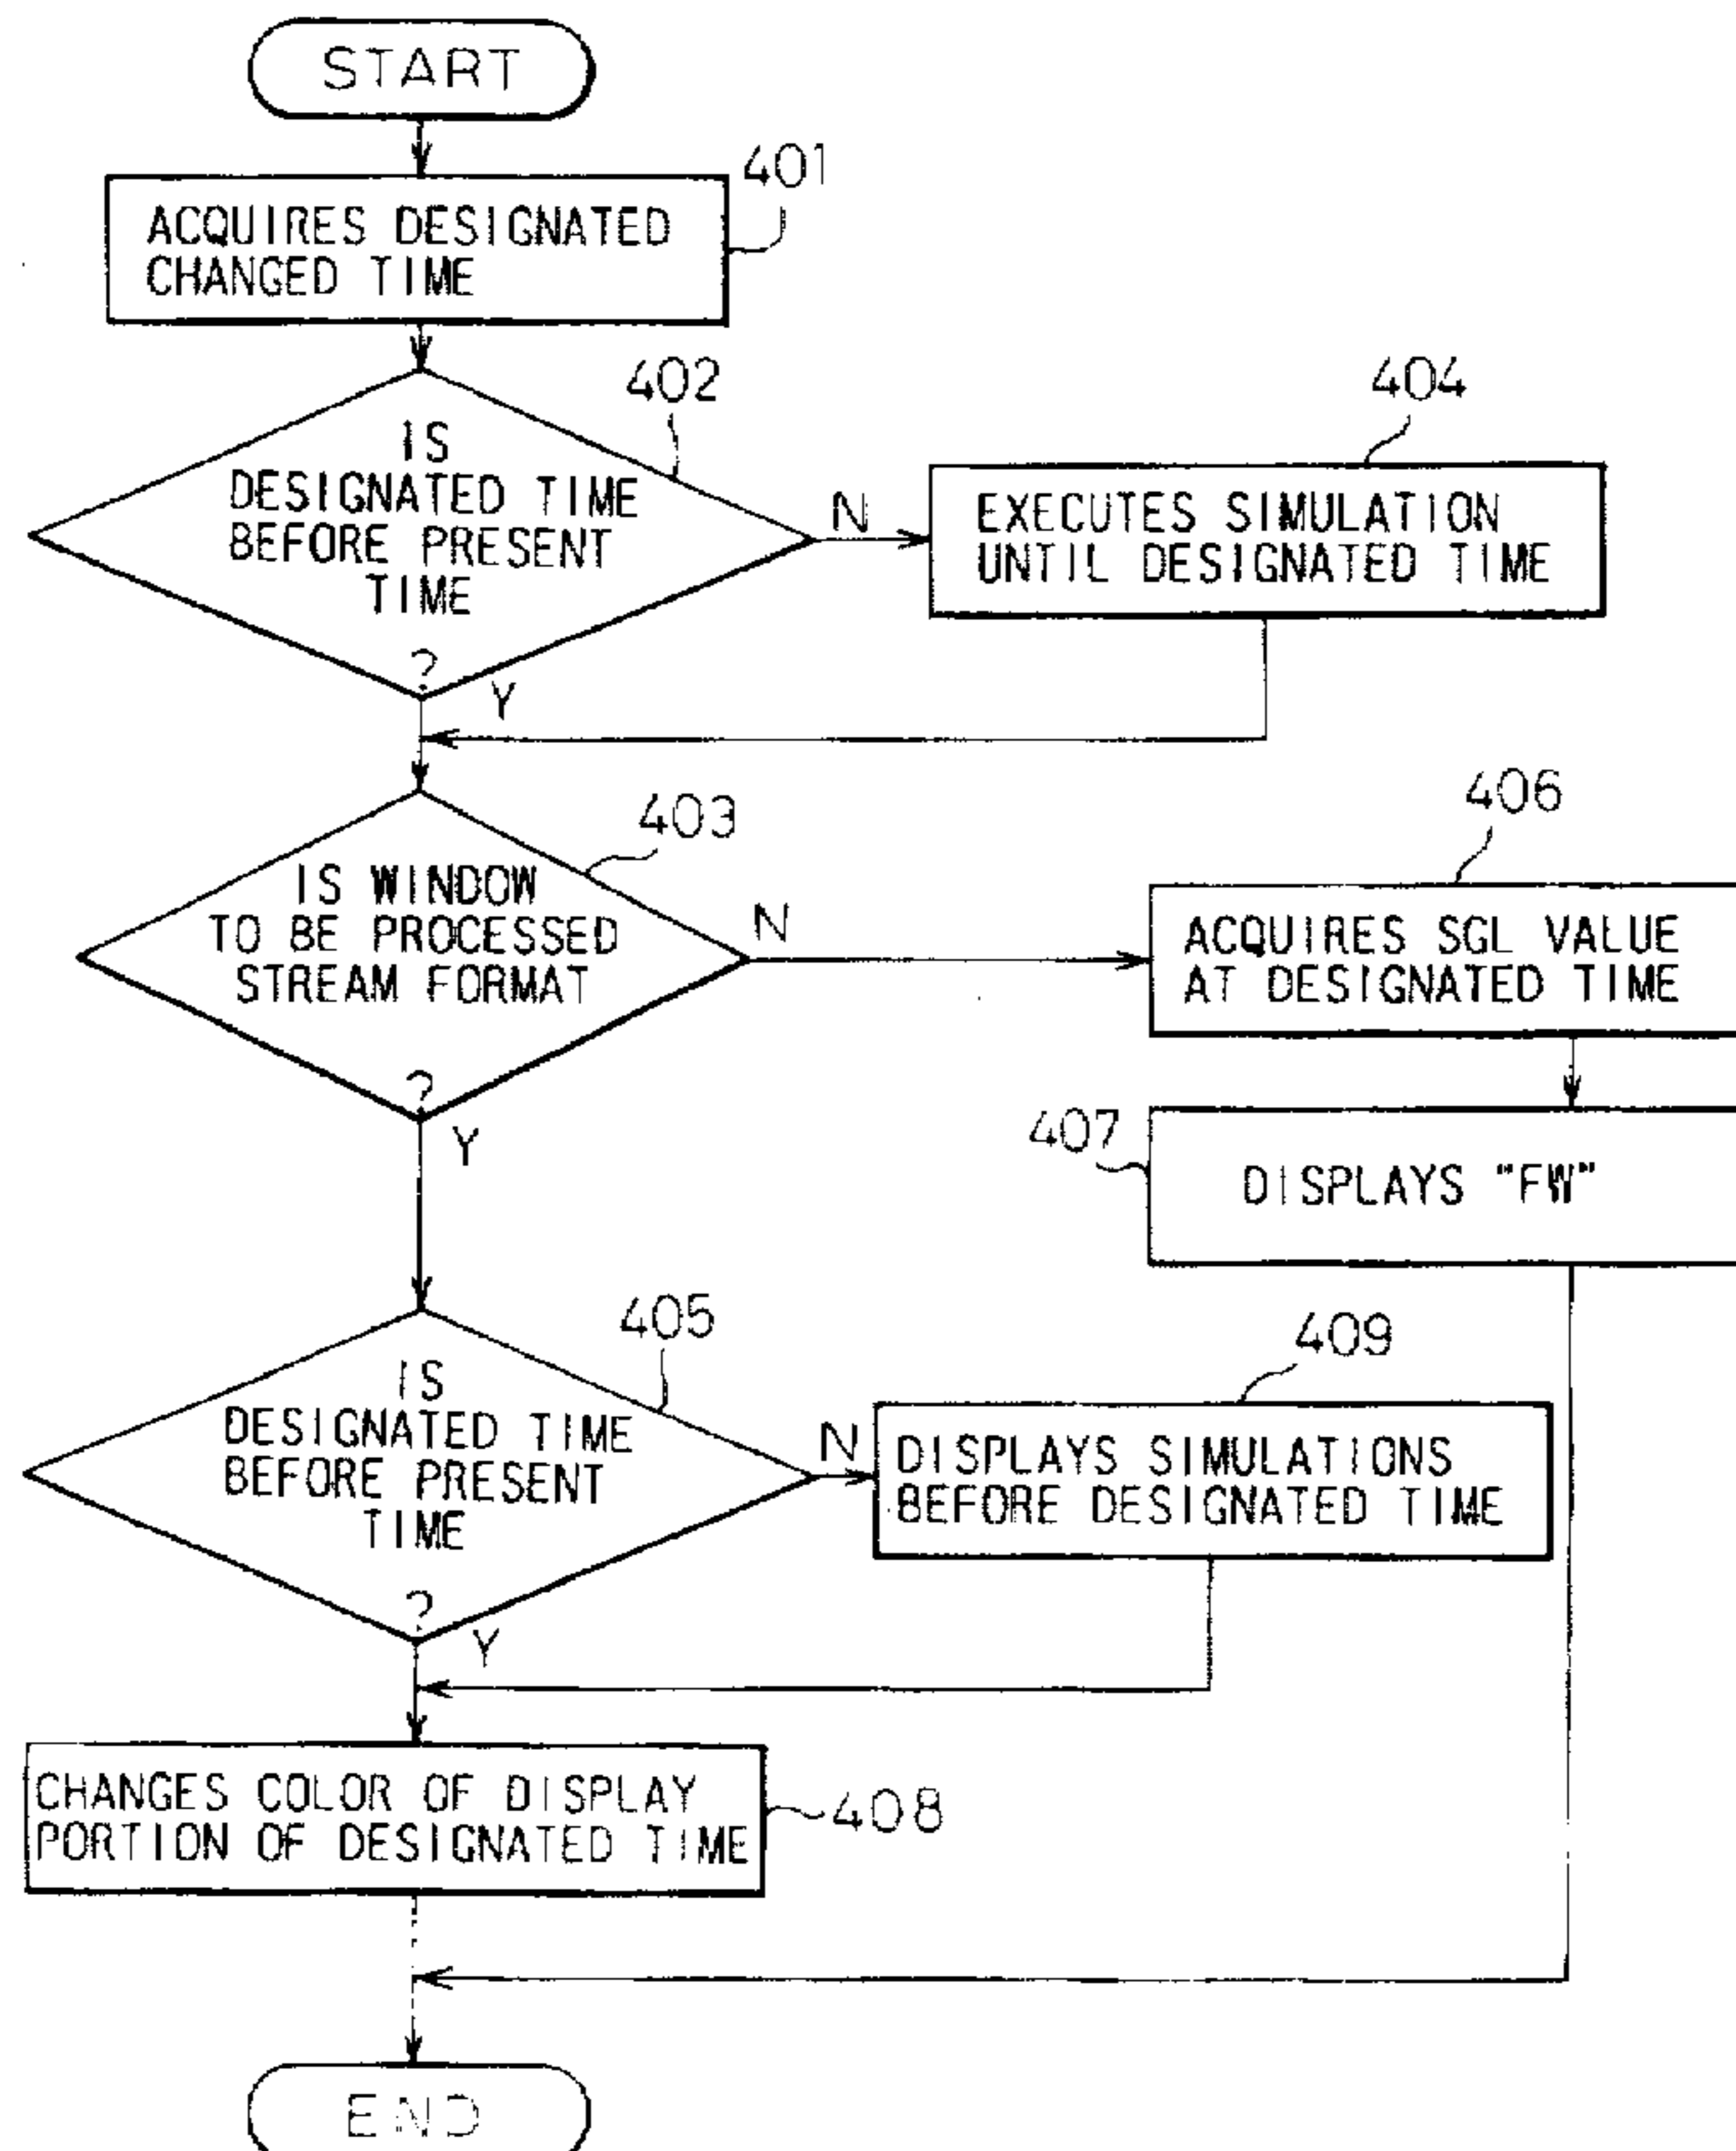 START
401
ACQUIRES DESIGNATED
CHANGED TIME
402
IS
DESIGNATED TIME
BEFORE PRESENT
TIME
?
N
Y
404
EXECUTES SIMULATION
UNTIL DESIGNATED TIME
403
IS WINDOW
TO BE PROCESSED
STREAM FORMAT
?
N
Y
406
ACQUIRES SGL VALUE
AT DESIGNATED TIME
407
DISPLAYS "FW"
405
IS
DESIGNATED TIME
BEFORE PRESENT
TIME
?
N
Y
409
DISPLAYS SIMULATIONS
BEFORE DESIGNATED TIME
CHANGES COLOR OF DISPLAY
PORTION OF DESIGNATED TIME
408
END